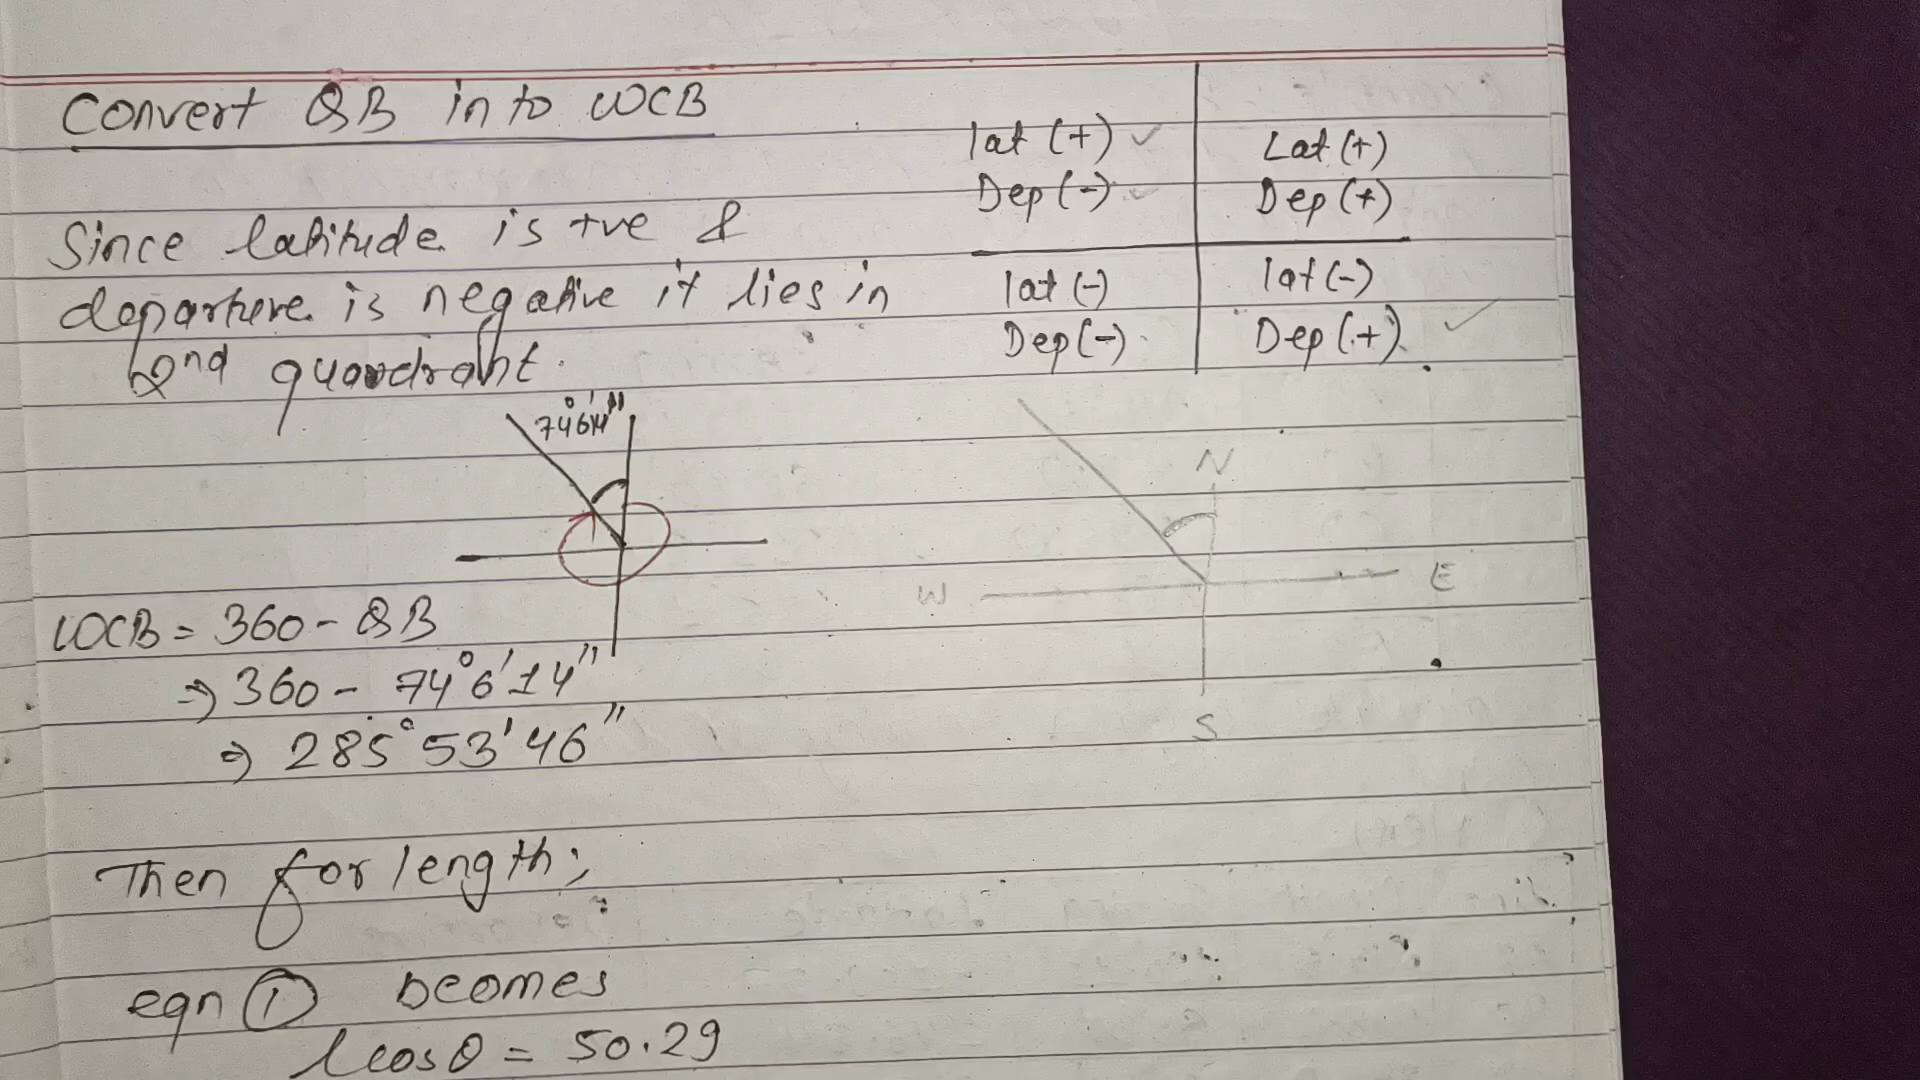 Convert QB in to WCB
lat (+) ✓
Dep (-) ✓
Lat (+)
Dep (+)
lat (-)
Dep (-)
lat (-)
Dep (+) ✓
Since latitude is +ve &
departure is negative it lies in
2nd quardrant.
74°6'14"
N
W
E
S
WCB = 360 - QB
⇒ 360 - 74°6'14"
⇒ 285°53'46"
Then for length;
eqn ① becomes
lcosθ = 50.29